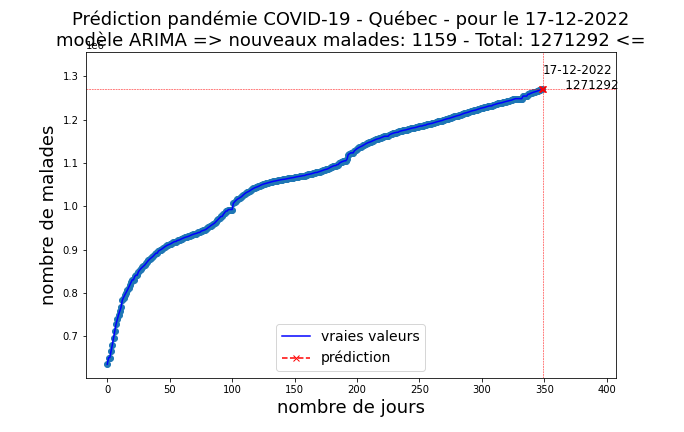 Prédiction pandémie COVID-19 - Québec - pour le 17-12-2022
modèle ARIMA => nouveaux malades: 1159 - Total: 1271292 <=
1e6
17-12-2022
1271292
1.3
1.2
1.1
1.0
0.9
0.8
0.7
nombre de malades
vraies valeurs
prédiction
0 50 100 150 200 250 300 350 400
nombre de jours